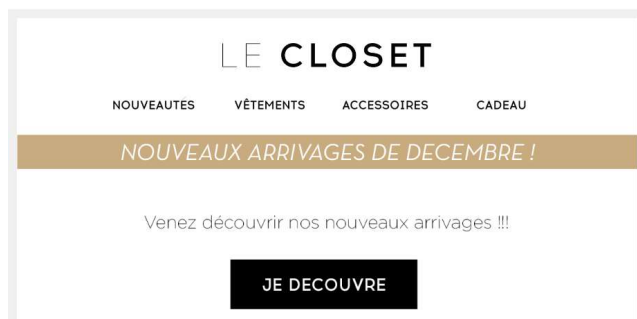 LE CLOSET
NOUVEAUTES VÊTEMENTS ACCESSOIRES CADEAU
NOUVEAUX ARRIVAGES DE DECEMBRE !
Venez découvrir nos nouveaux arrivages !!!
JE DECOUVRE